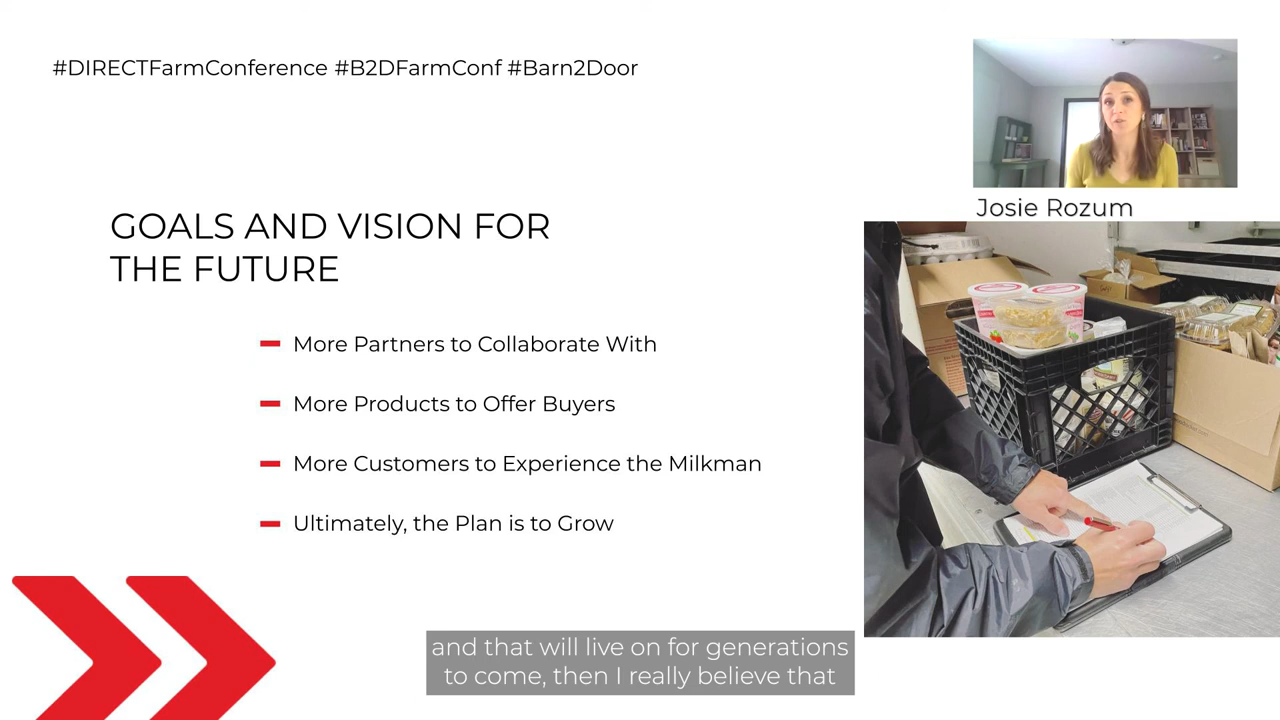 #DIRECTFarmConference #B2DFarmConf #Barn2Door
Josie Rozum
GOALS AND VISION FOR
THE FUTURE
More Partners to Collaborate With
More Products to Offer Buyers
More Customers to Experience the Milkman
Ultimately, the Plan is to Grow
and that will live on for generations
to come, then I really believe that